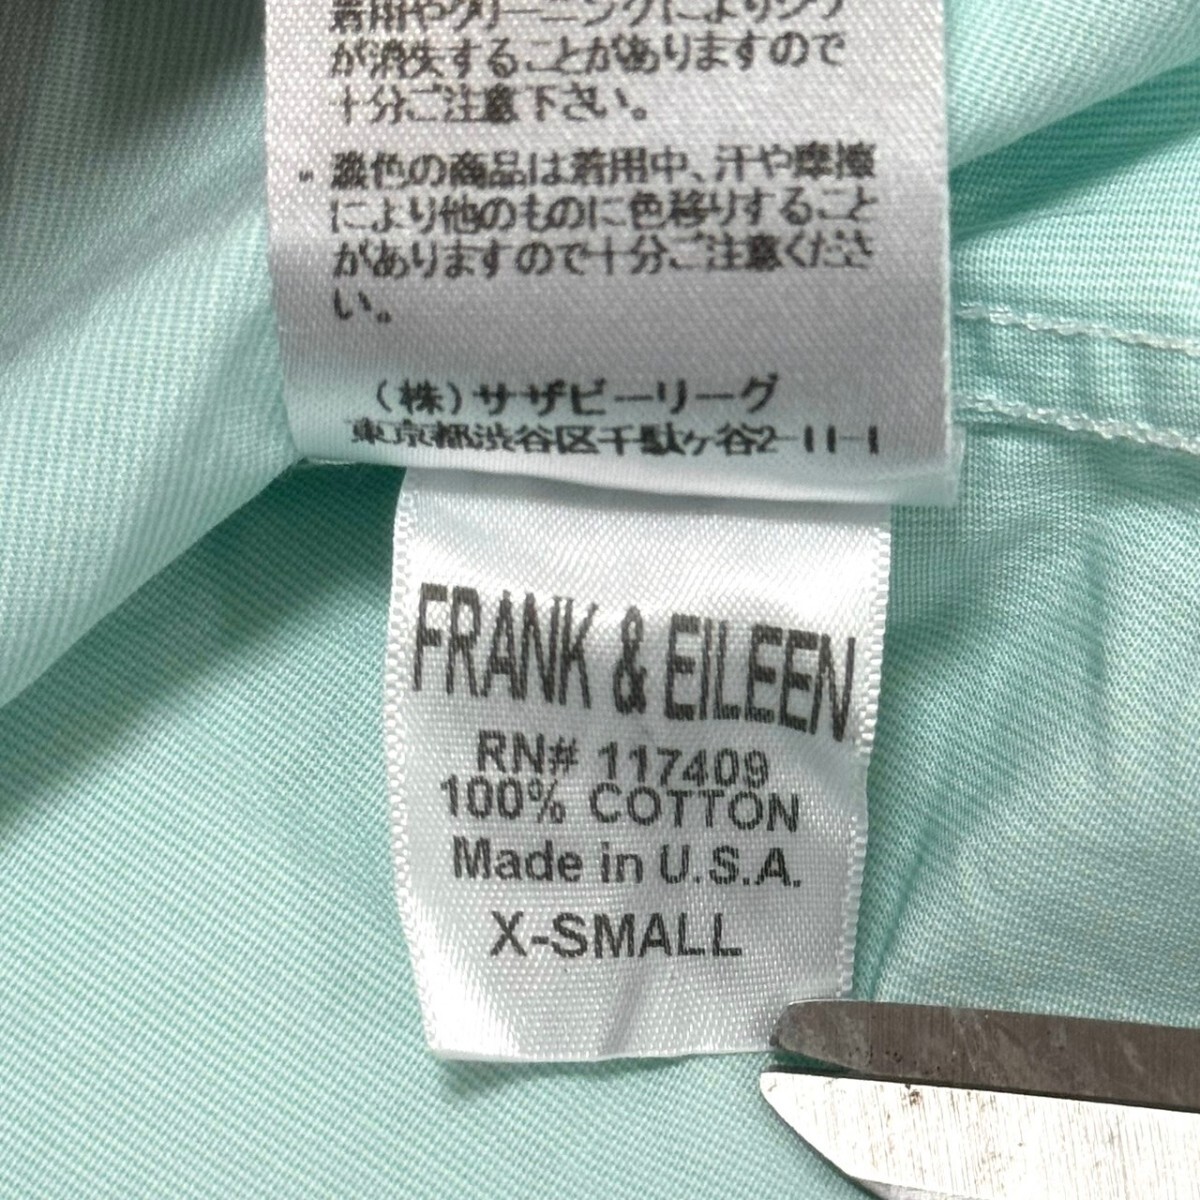 着用やクリーニングによりシワ
が消失することがありますので
十分ご注意下さい。
・濃色の商品は着用中、汗や摩擦
により他のものに色移りすること
がありますので十分ご注意くださ
い。
（株）サザビーリーグ
東京都渋谷区千駄ヶ谷2-11-1
FRANK & EILEEN
RN# 117409
100% COTTON
Made in U.S.A.
X-SMALL